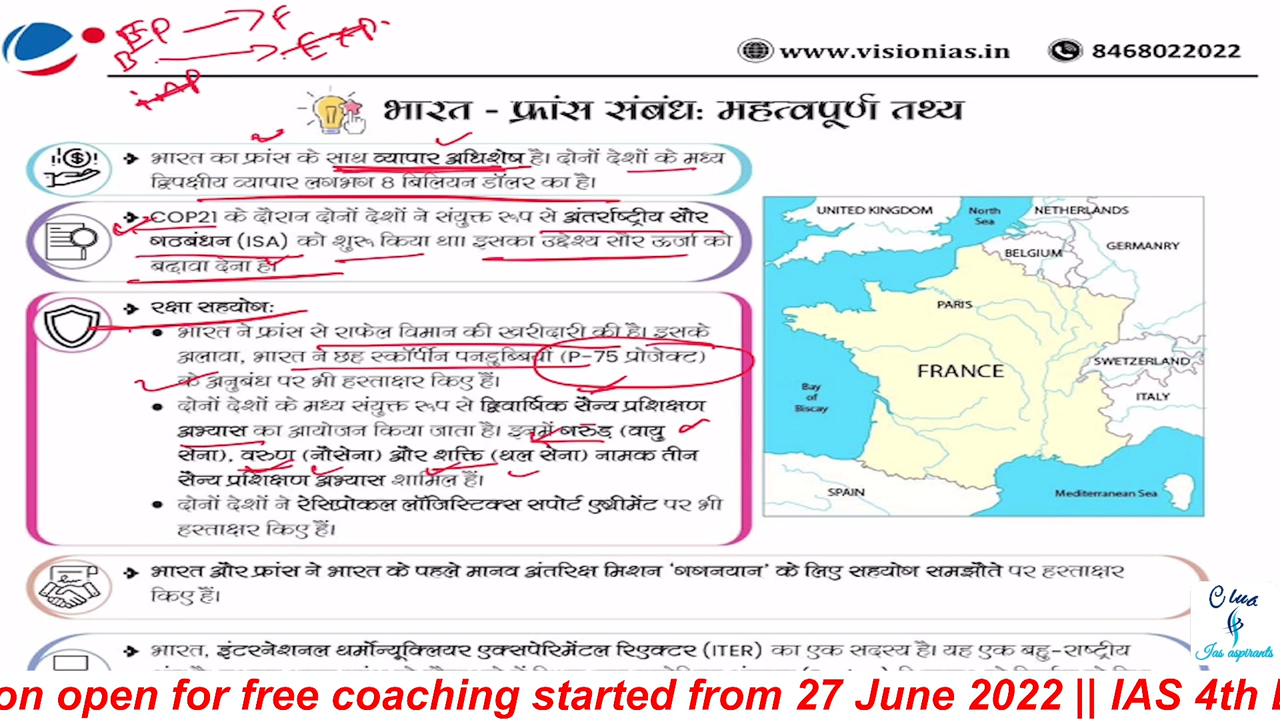 EP → F
B → Exp.
www.visionias.in
8468022022
भारत - फ्रांस संबंध: महत्वपूर्ण तथ्य
भारत का फ्रांस के साथ व्यापार अधिशेष है। दोनों देशों के मध्य
द्विपक्षीय व्यापार लगभग 8 बिलियन डॉलर का है।
COP21 के दौरान दोनों देशों ने संयुक्त रूप से अंतर्राष्ट्रीय सौर
गठबंधन (ISA) को शुरू किया था। इसका उद्देश्य सौर ऊर्जा को
बढ़ावा देना है।
रक्षा सहयोग:
भारत ने फ्रांस से राफेल विमान की खरीदारी की है। इसके
अलावा, भारत ने छह स्कॉर्पीन पनडुब्बियों (P-75 प्रोजेक्ट)
के अनुबंध पर भी हस्ताक्षर किए हैं।
दोनों देशों के मध्य संयुक्त रूप से द्विवार्षिक सैन्य प्रशिक्षण
अभ्यास का आयोजन किया जाता है। इनमें गरुड़ (वायु
सेना), वरुण (नौसेना) और शक्ति (थल सेना) नामक तीन
सैन्य प्रशिक्षण अभ्यास शामिल हैं।
दोनों देशों ने रेसिप्रोकल लॉजिस्टिक्स सपोर्ट एग्रीमेंट पर भी
हस्ताक्षर किए हैं।
UNITED KINGDOM
North
Sea
NETHERLANDS
GERMANRY
BELGIUM
PARIS
FRANCE
SWETZERLAND
ITALY
Bay
of
Biscay
SPAIN
Mediterranean Sea
भारत और फ्रांस ने भारत के पहले मानव अंतरिक्ष मिशन ‘गगनयान’ के लिए सहयोग समझौते पर हस्ताक्षर
किए हैं।
भारत, इंटरनेशनल थर्मोन्यूक्लियर एक्सपेरिमेंटल रिएक्टर (ITER) का एक सदस्य है। यह एक बहु-राष्ट्रीय
Clue
Ias aspirants
on open for free coaching started from 27 June 2022 || IAS 4th